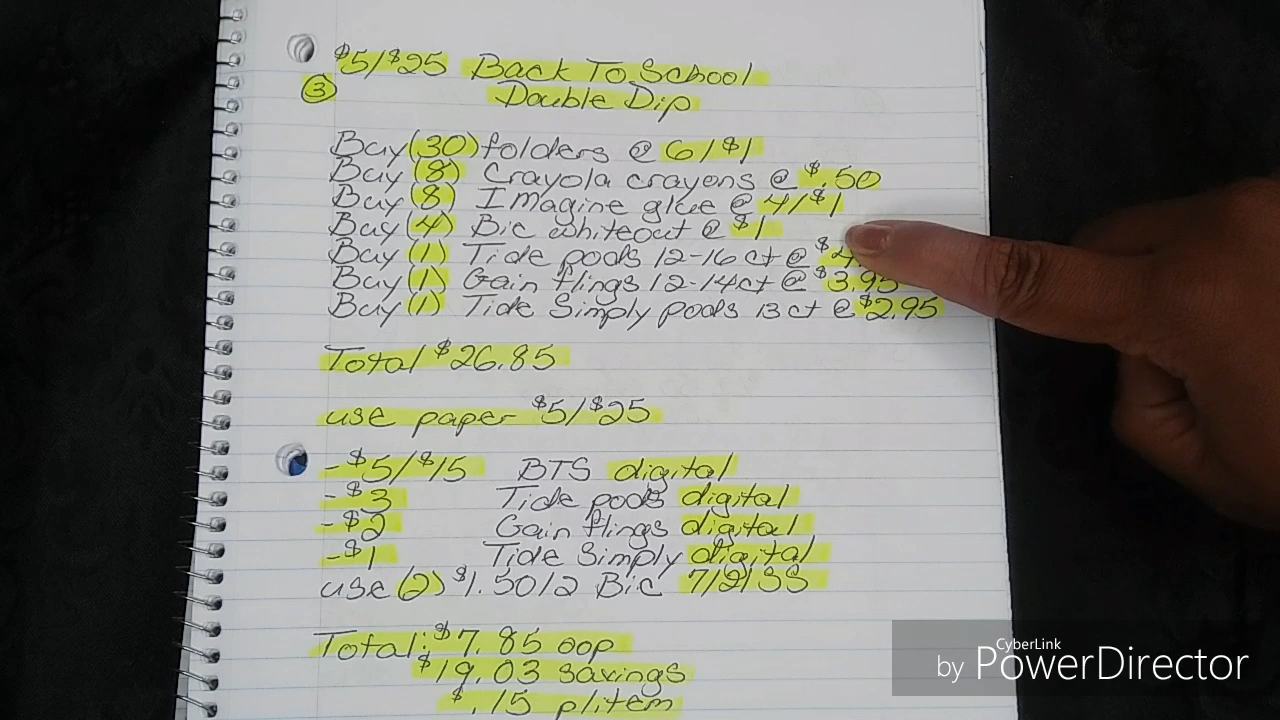 $5/$25 Back To School
③ Double Dip
Buy (30) folders @ 6/$1
Buy (8) Crayola crayons @ $.50
Buy (8) Imagine glue @ 4/$1
Buy (4) Bic whiteout @ $1
Buy (1) Tide pods 12-16 ct @
Buy (1) Gain flings 12-14ct @ $3.95
Buy (1) Tide Simply pods 13 ct @ $2.95
Total $26.85
use paper $5/$25
-$5/$15 BTS digital
-$3 Tide pods digital
-$2 Gain flings digital
-$1 Tide Simply digital
use (2) $1.50/2 Bic 7/2/SS
Total: $7.85 oop
$19.03 savings
$.15 p/item
CyberLink
by PowerDirector